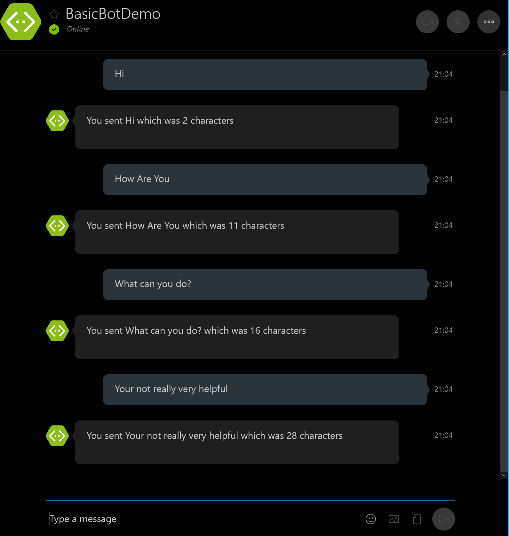 BasicBotDemo
Online
Hi
21:04
You sent Hi which was 2 characters
21:04
How Are You
21:04
You sent How Are You which was 11 characters
21:04
What can you do?
21:04
You sent What can you do? which was 16 characters
21:04
Your not really very helpful
21:04
You sent Your not really very helpful which was 28 characters
21:04
Type a message